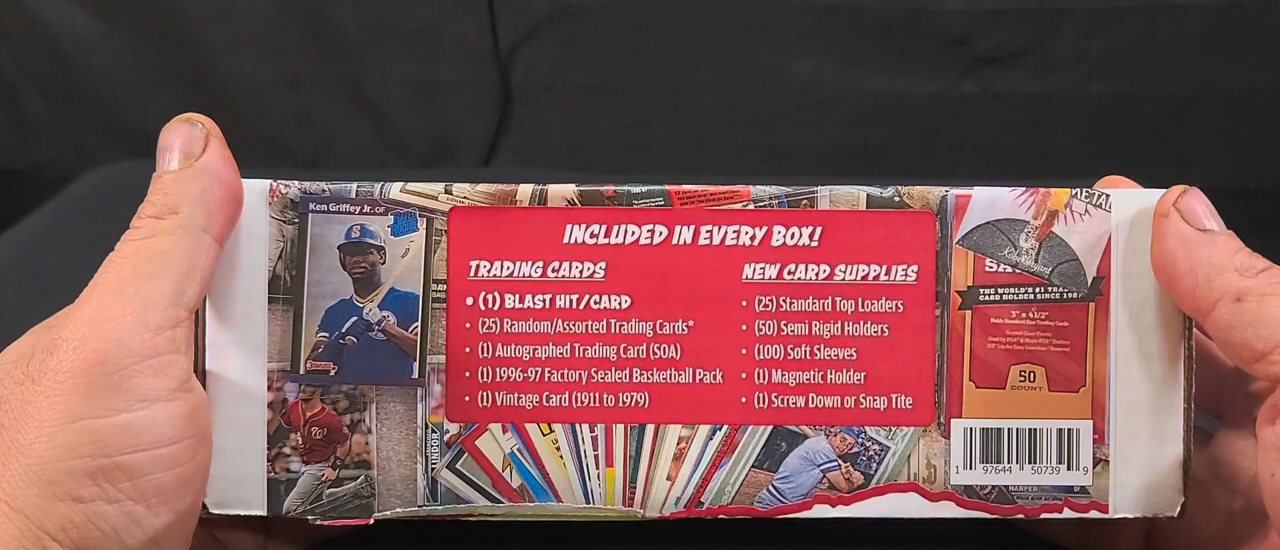 Ken Griffey Jr. OF
RATED
ROOKIE
INCLUDED IN EVERY BOX!
TRADING CARDS
• (1) BLAST HIT/CARD
• (25) Random/Assorted Trading Cards*
• (1) Autographed Trading Card (SOA)
• (1) 1996-97 Factory Sealed Basketball Pack
• (1) Vintage Card (1911 to 1979)
NEW CARD SUPPLIES
• (25) Standard Top Loaders
• (50) Semi Rigid Holders
• (100) Soft Sleeves
• (1) Magnetic Holder
• (1) Screw Down or Snap Tite
METAL
Kobe Bryant
THE WORLD'S #1
CARD HOLDER SINCE
3" x 4 1/2"
50
COUNT
1 97644 50739 9
HARPER